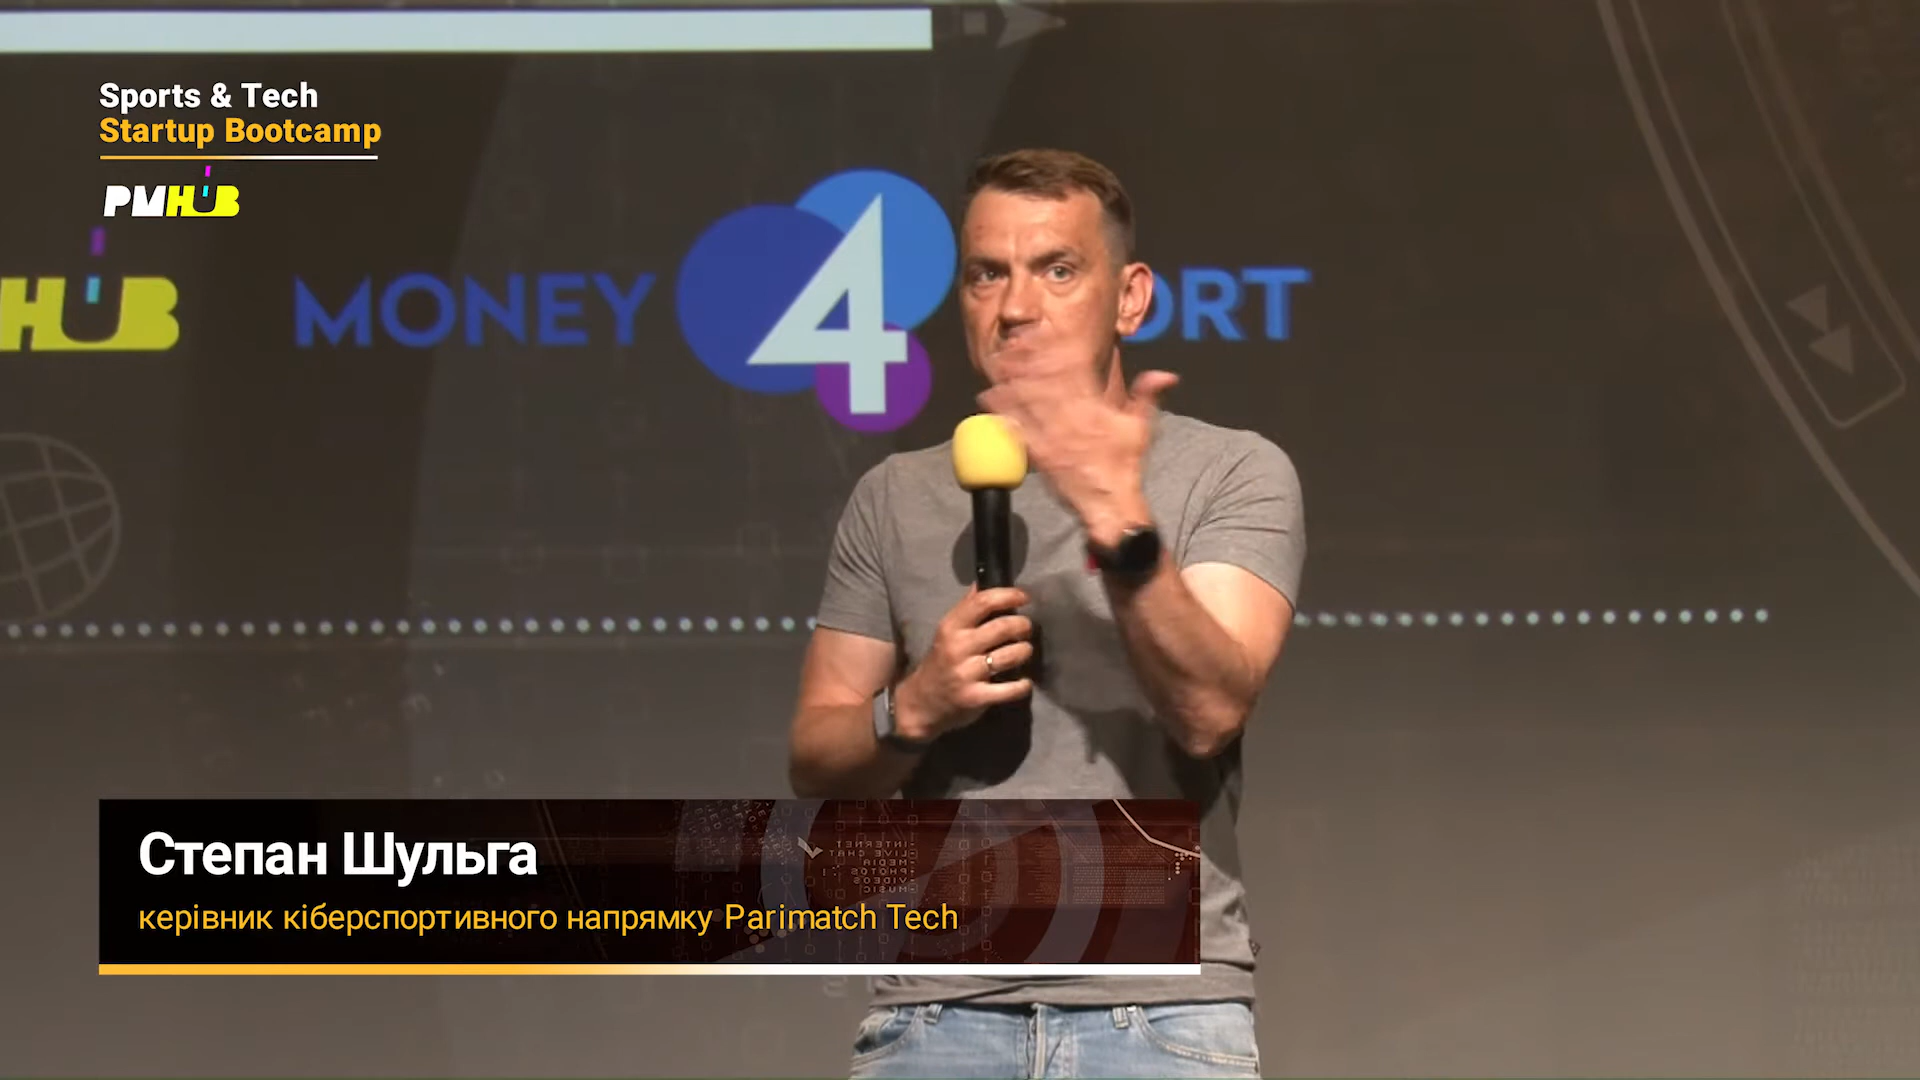 Sports & Tech
Startup Bootcamp
PMHUB
HUB
MONEY 4 ORT
Степан Шульга
INTERNET
LIVE CHAT
MEDIA
PHOTOS
VIDEOS
MUSIC
керівник кіберспортивного напрямку Parimatch Tech